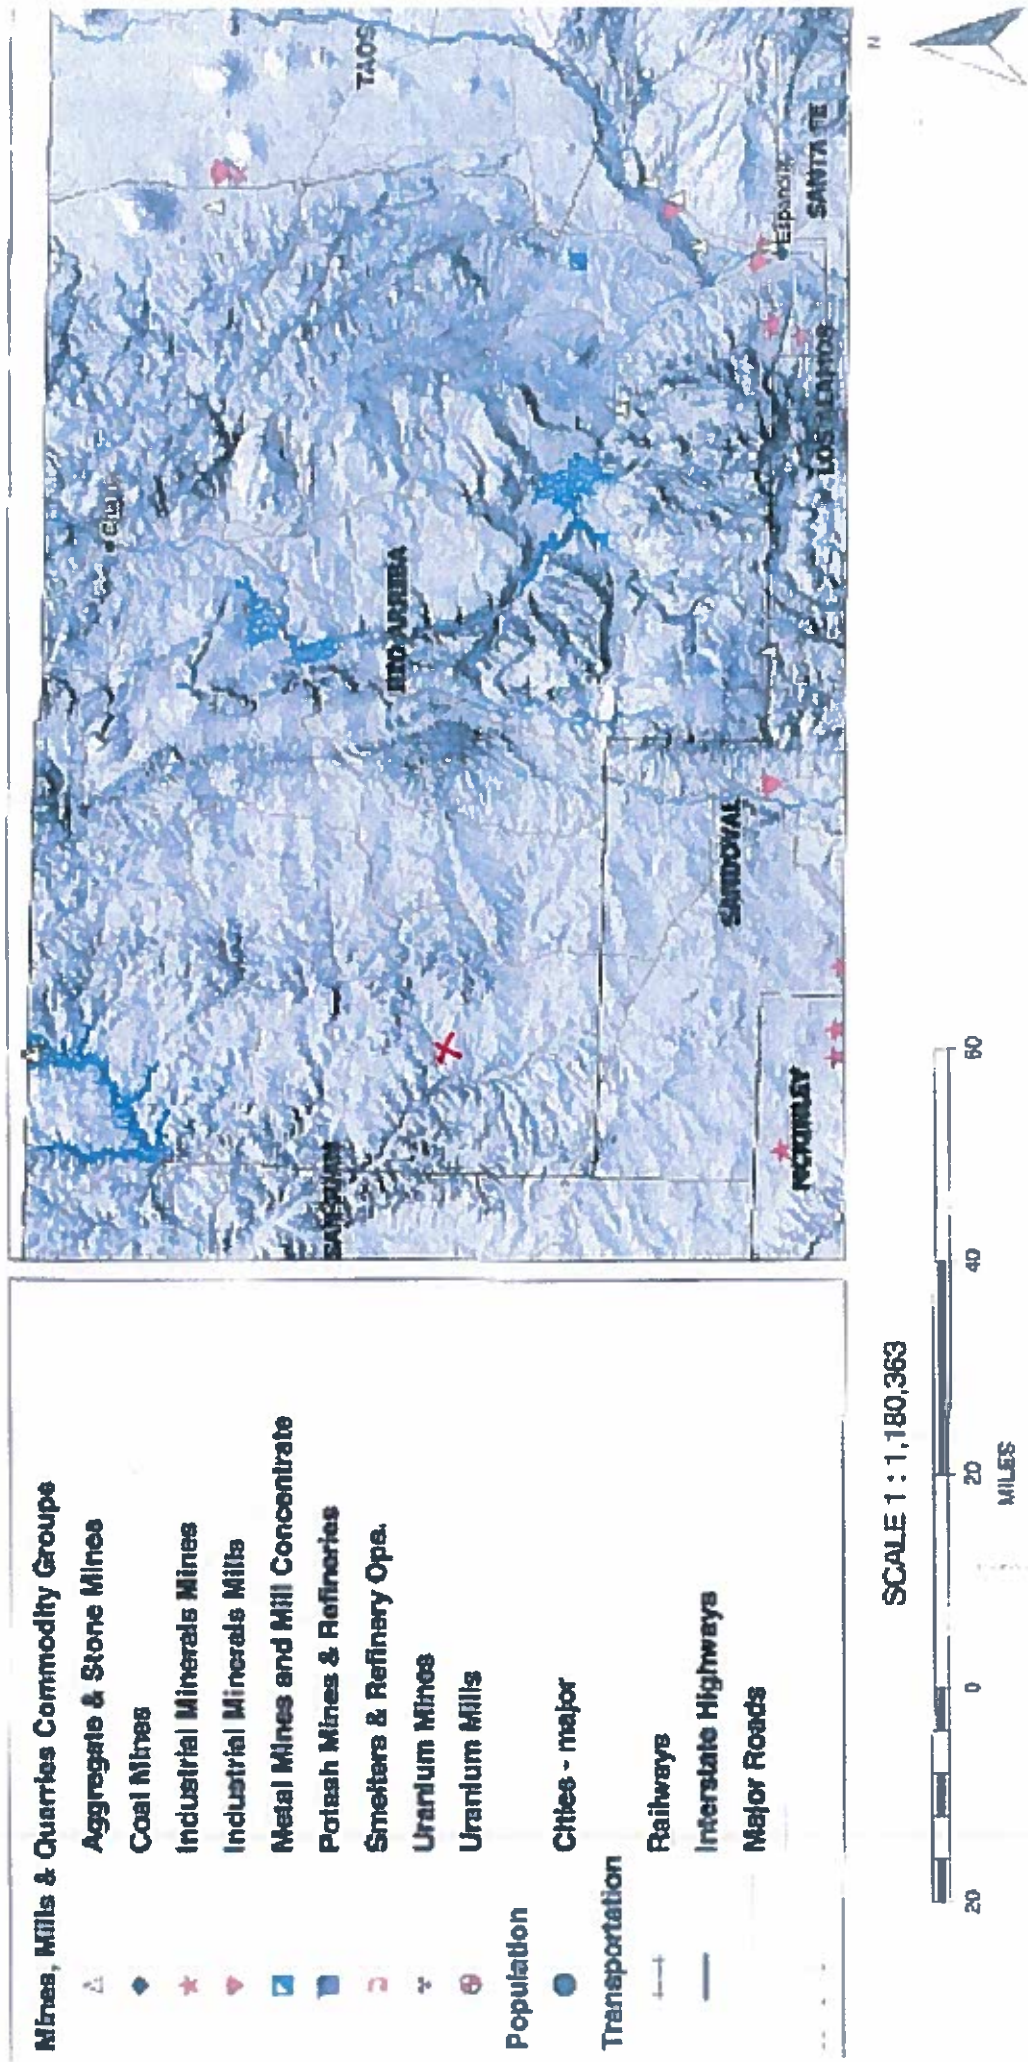 Mines, Mills & Quarries Commodity Groups
Aggregate & Stone Mines
Coal Mines
Industrial Minerals Mines
Industrial Minerals Mills
Metal Mines and Mill Concentrate
Potash Mines & Refineries
Smelters & Refinery Ops.
Uranium Mines
Uranium Mills
Population
Cities - major
Transportation
Railways
Interstate Highways
Major Roads
SAN JUAN
RIO ARRIBA
TAOS
MCKINLEY
SANDOVAL
LOS ALAMOS
SANTA FE
Espanola
SCALE 1 : 1,180,363
20 0 20 40 60
MILES
N